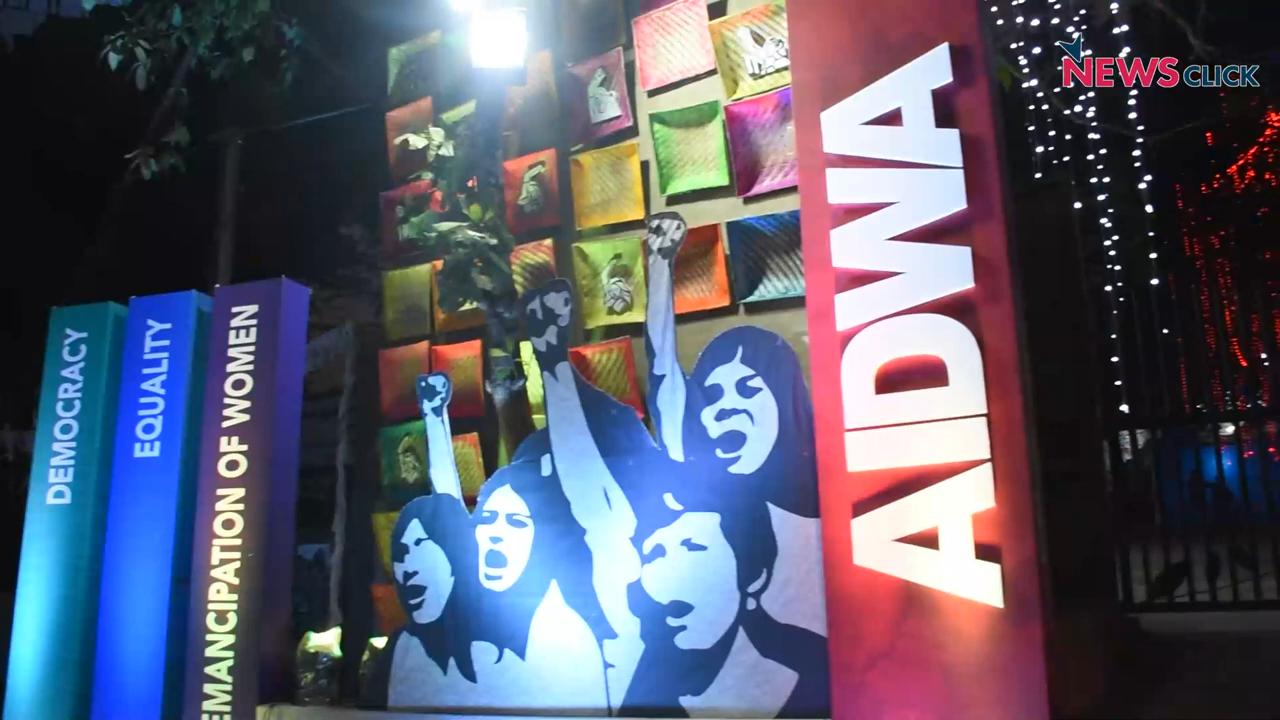 NEWSCLICK
DEMOCRACY
EQUALITY
EMANCIPATION OF WOMEN
AIDWA